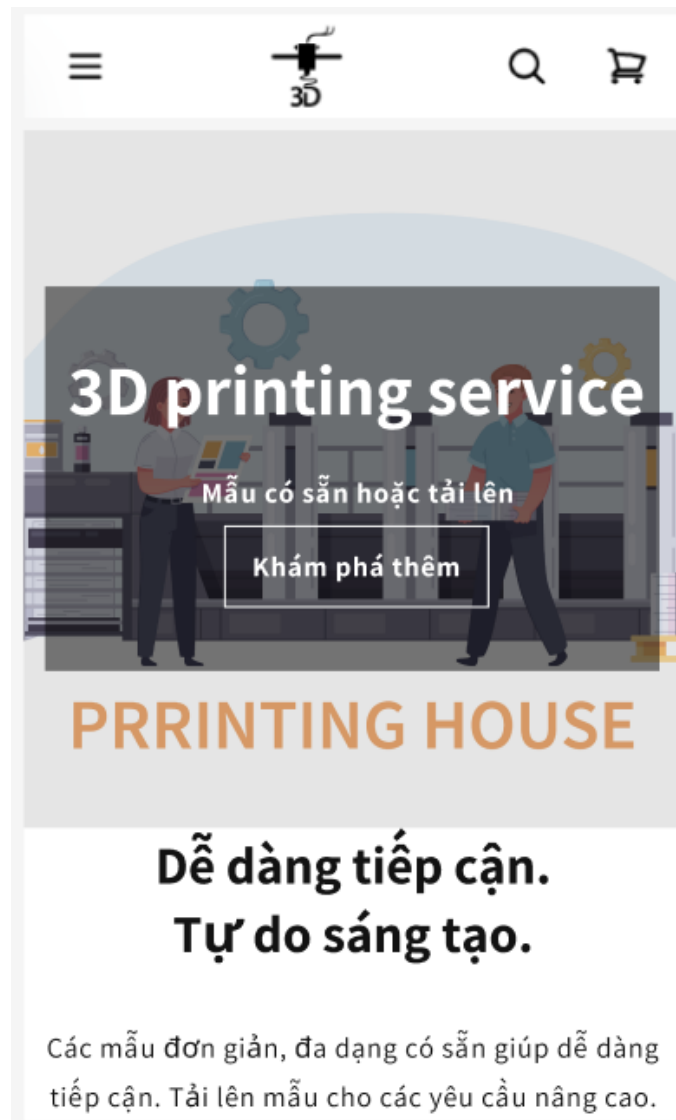 3D
3D printing service
Mẫu có sẵn hoặc tải lên
Khám phá thêm
PRRINTING HOUSE
Dễ dàng tiếp cận.
Tự do sáng tạo.
Các mẫu đơn giản, đa dạng có sẵn giúp dễ dàng
tiếp cận. Tải lên mẫu cho các yêu cầu nâng cao.